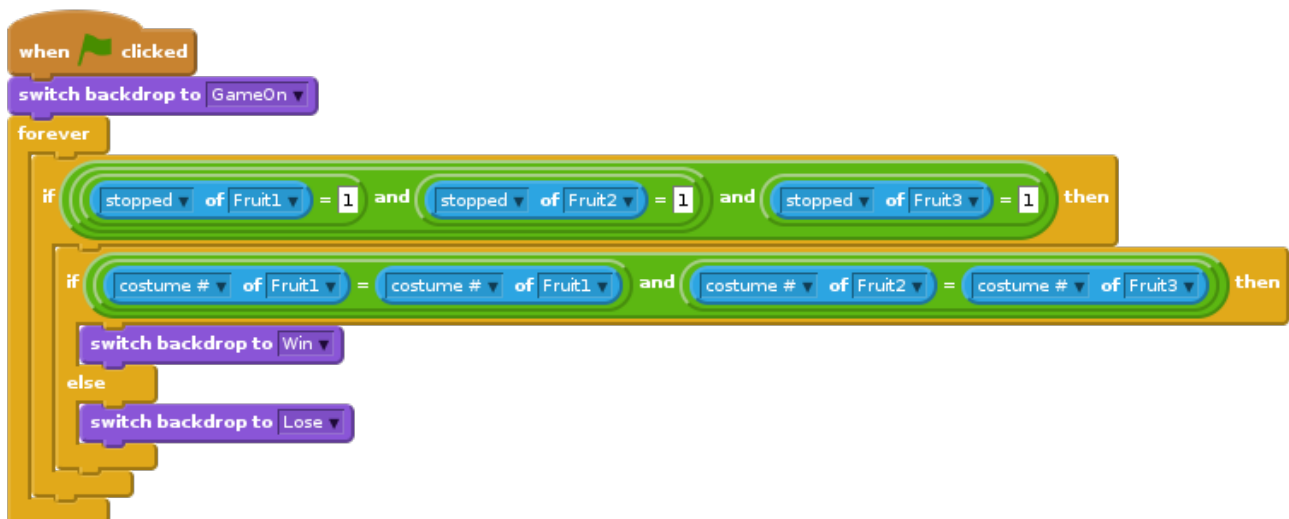 when clicked
switch backdrop to GameOn
forever
if stopped of Fruit1 = 1 and stopped of Fruit2 = 1 and stopped of Fruit3 = 1 then
if costume # of Fruit1 = costume # of Fruit1 and costume # of Fruit2 = costume # of Fruit3 then
switch backdrop to Win
else
switch backdrop to Lose